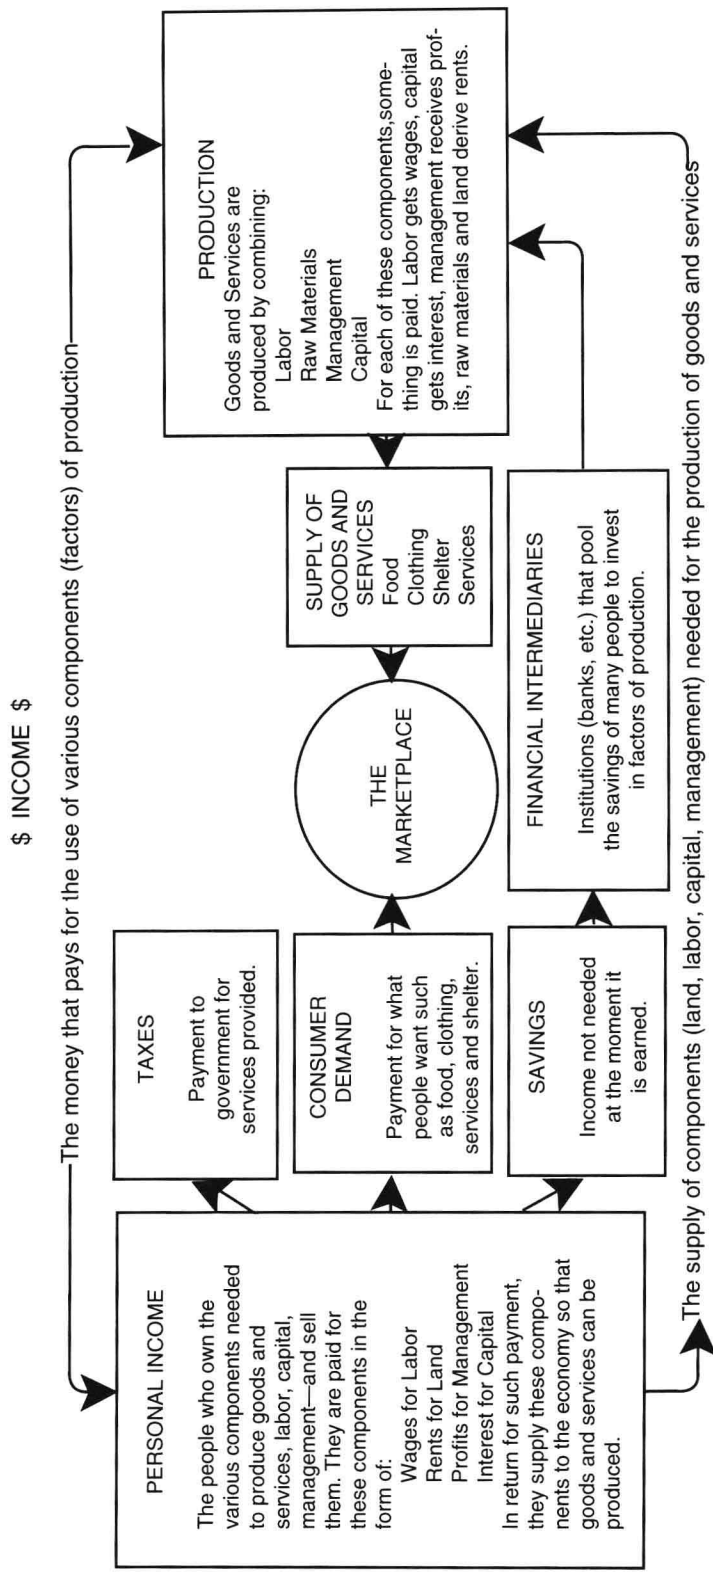 $ INCOME $
The money that pays for the use of various components (factors) of production
PERSONAL INCOME
The people who own the
various components needed
to produce goods and
services, labor, capital,
management—and sell
them. They are paid for
these components in the
form of:
Wages for Labor
Rents for Land
Profits for Management
Interest for Capital
In return for such payment,
they supply these compo-
nents to the economy so that
goods and services can be
produced.
TAXES
Payment to
government for
services provided.
CONSUMER
DEMAND
Payment for what
people want such
as food, clothing,
services and shelter.
SAVINGS
Income not needed
at the moment it
is earned.
THE
MARKETPLACE
FINANCIAL INTERMEDIARIES
Institutions (banks, etc.) that pool
the savings of many people to invest
in factors of production.
SUPPLY OF
GOODS AND
SERVICES
Food
Clothing
Shelter
Services
PRODUCTION
Goods and Services are
produced by combining:
Labor
Raw Materials
Management
Capital
For each of these components,some-
thing is paid. Labor gets wages, capital
gets interest, management receives prof-
its, raw materials and land derive rents.
The supply of components (land, labor, capital, management) needed for the production of goods and services